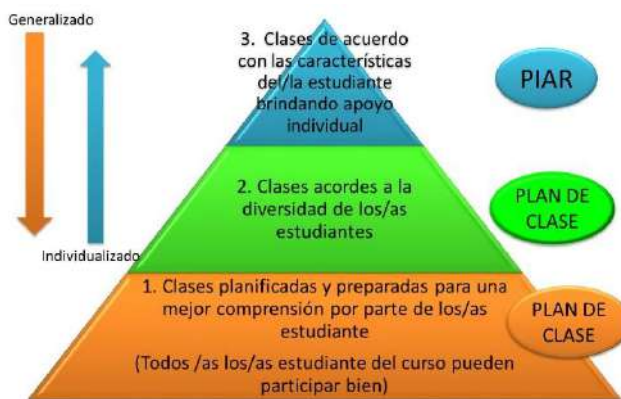 Generalizado
3. Clases de acuerdo
con las características
del/la estudiante
brindando apoyo
individual
PIAR
2. Clases acordes a la
diversidad de los/as
estudiantes
PLAN DE
CLASE
Individualizado
1. Clases planificadas y preparadas para una
mejor comprensión por parte de los/as
estudiante
(Todos /as los/as estudiante del curso pueden
participar bien)
PLAN DE
CLASE